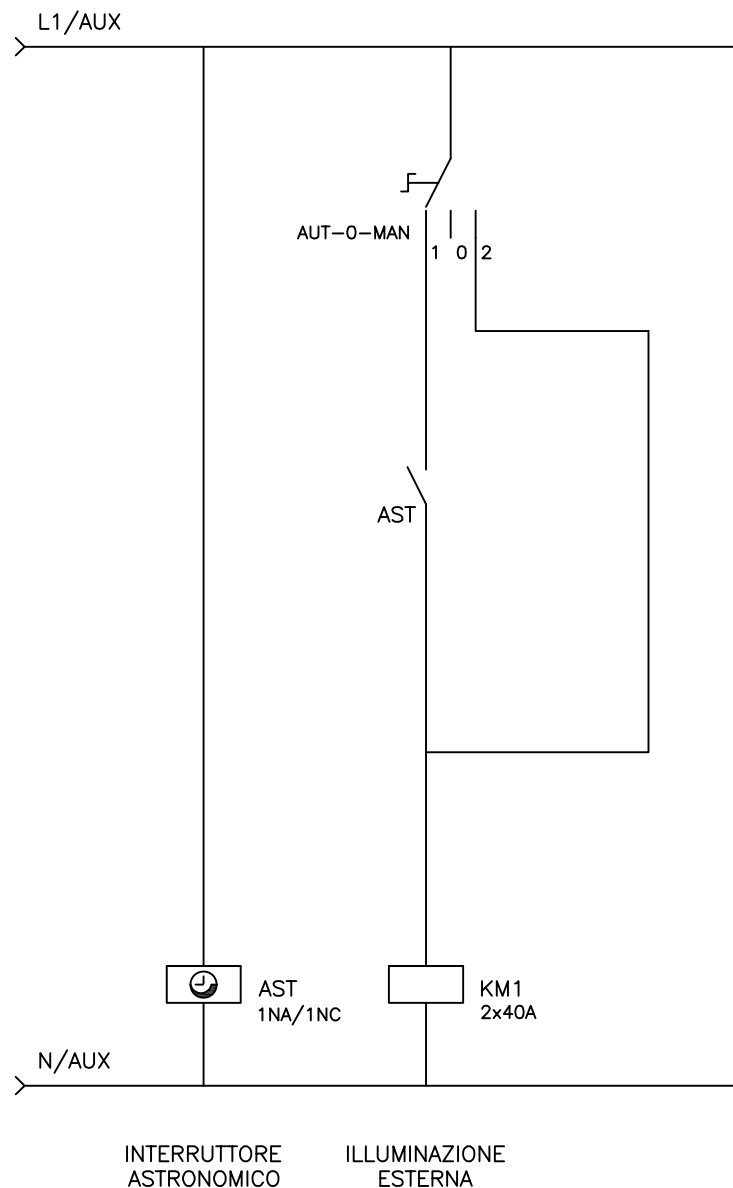 L1/AUX
AUT-0-MAN
1 0 2
AST
AST
1NA/1NC
KM1
2x40A
N/AUX
INTERRUTTORE
ASTRONOMICO
ILLUMINAZIONE
ESTERNA